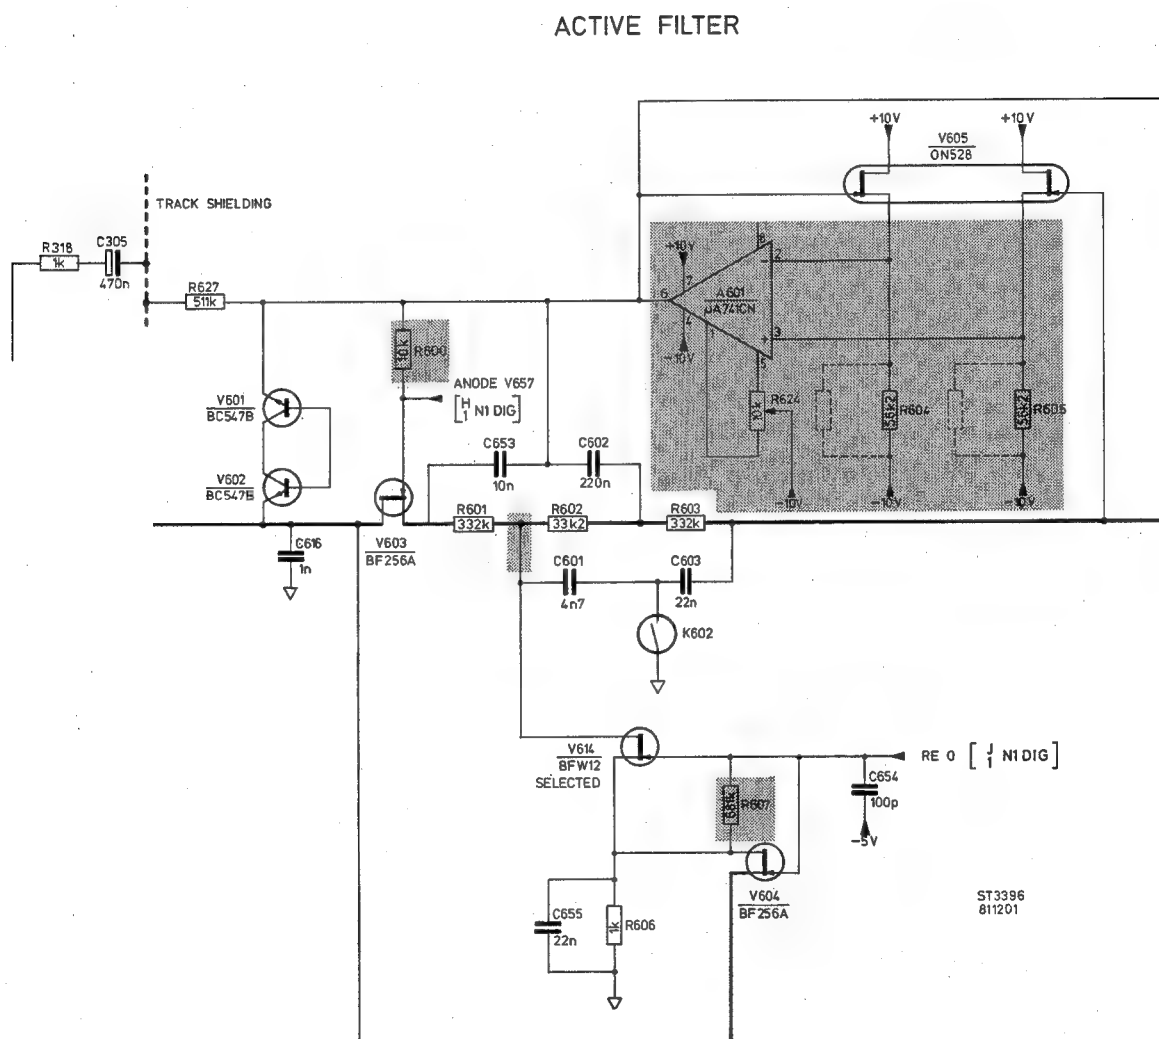 ACTIVE FILTER
+10V
+10V
V605
ON528
TRACK SHIELDING
R318
1k
C305
470n
R627
511k
+10V
8
2
7
6
A601
µA741CN
-
+
4
1
3
5
-10V
10k
R600
ANODE V657
[H/1 N1 DIG]
V601
BC547B
V602
BC547B
10k
R624
56k2
R604
56k2
R605
-10V
-10V
-10V
C653
10n
C602
220n
R601
332k
R602
33k2
R603
332k
C616
1n
V603
BF256A
C601
4n7
C603
22n
K602
V614
BFW12
SELECTED
RE 0 [J/1 N1 DIG]
681k
R607
C654
100p
-5V
V604
BF256A
C655
22n
1k
R606
ST3396
811201